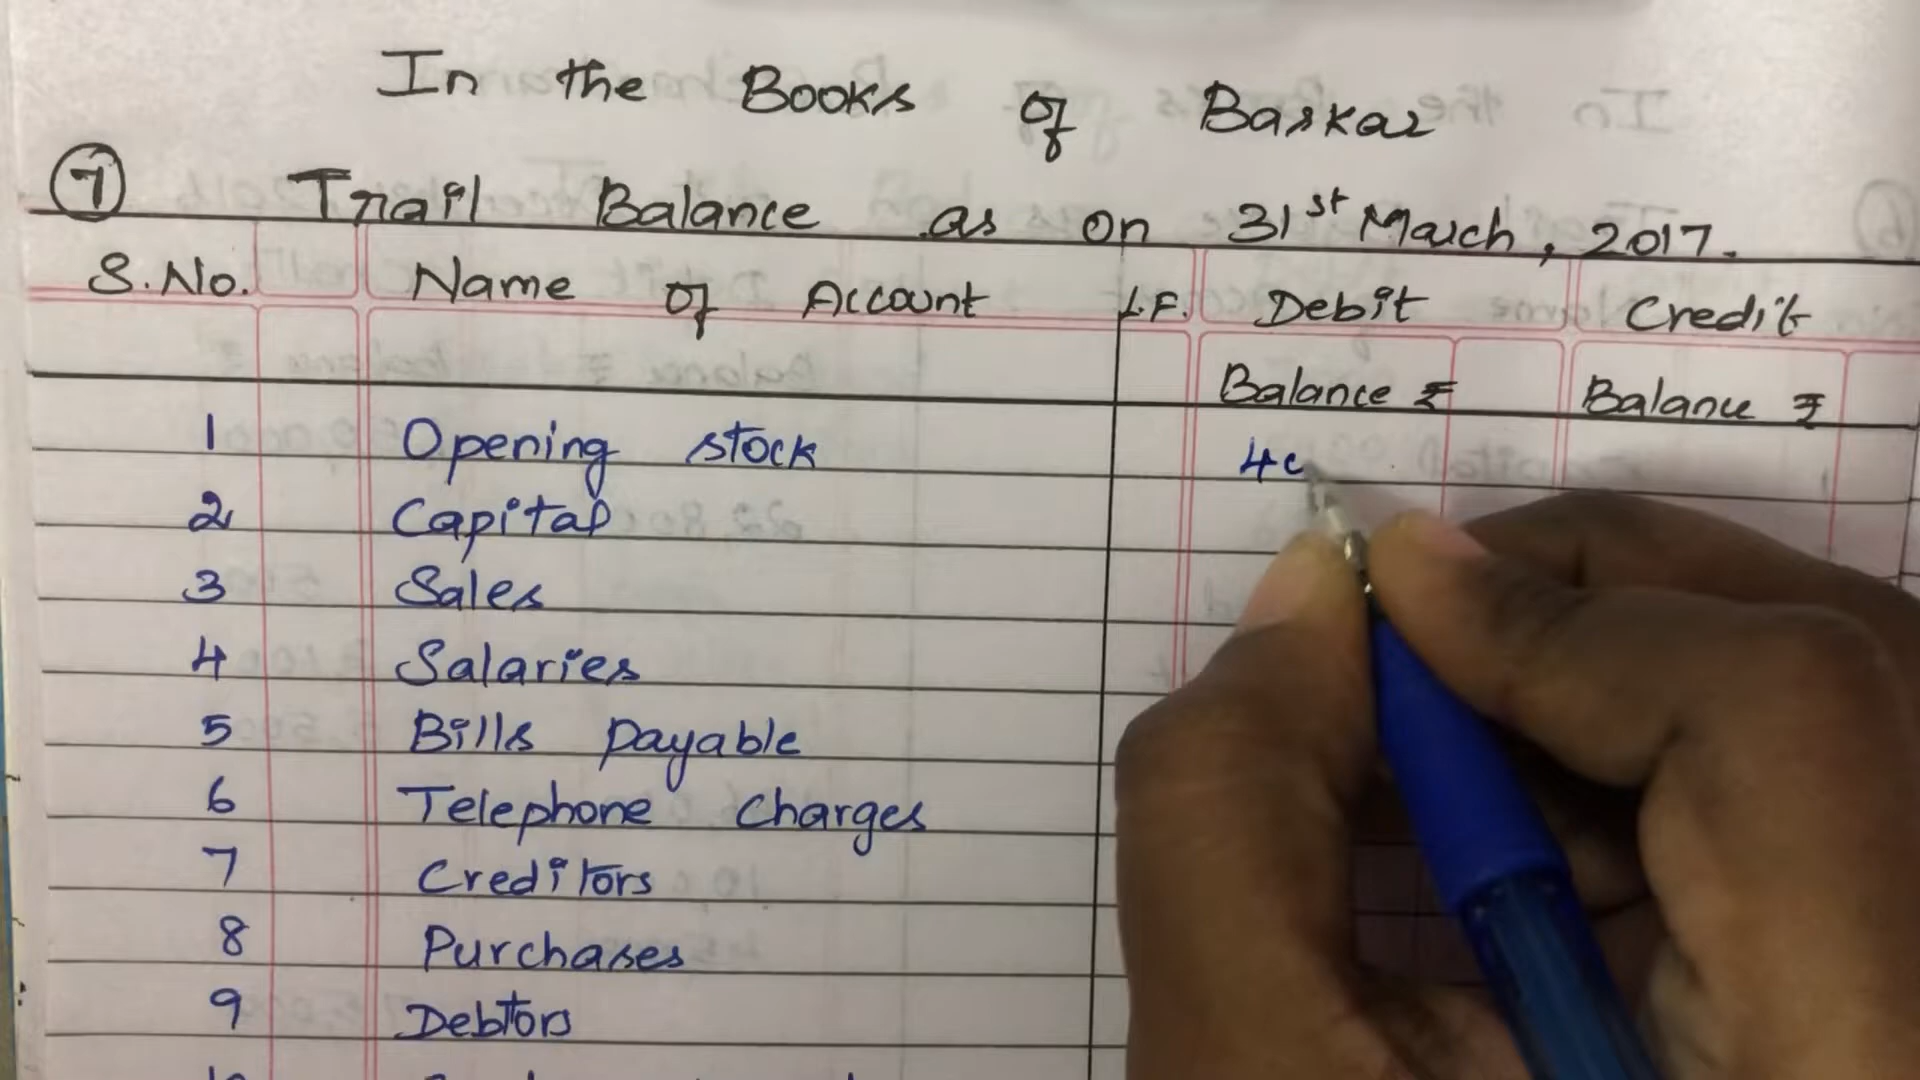 In the Books of Baskar
7 Trail Balance as on 31st March, 2017.
S.No. Name of Account L.F. Debit Credit
Balance ₹ Balance ₹
1 Opening stock 40
2 Capital
3 Sales
4 Salaries
5 Bills payable
6 Telephone charges
7 Creditors
8 Purchases
9 Debtors